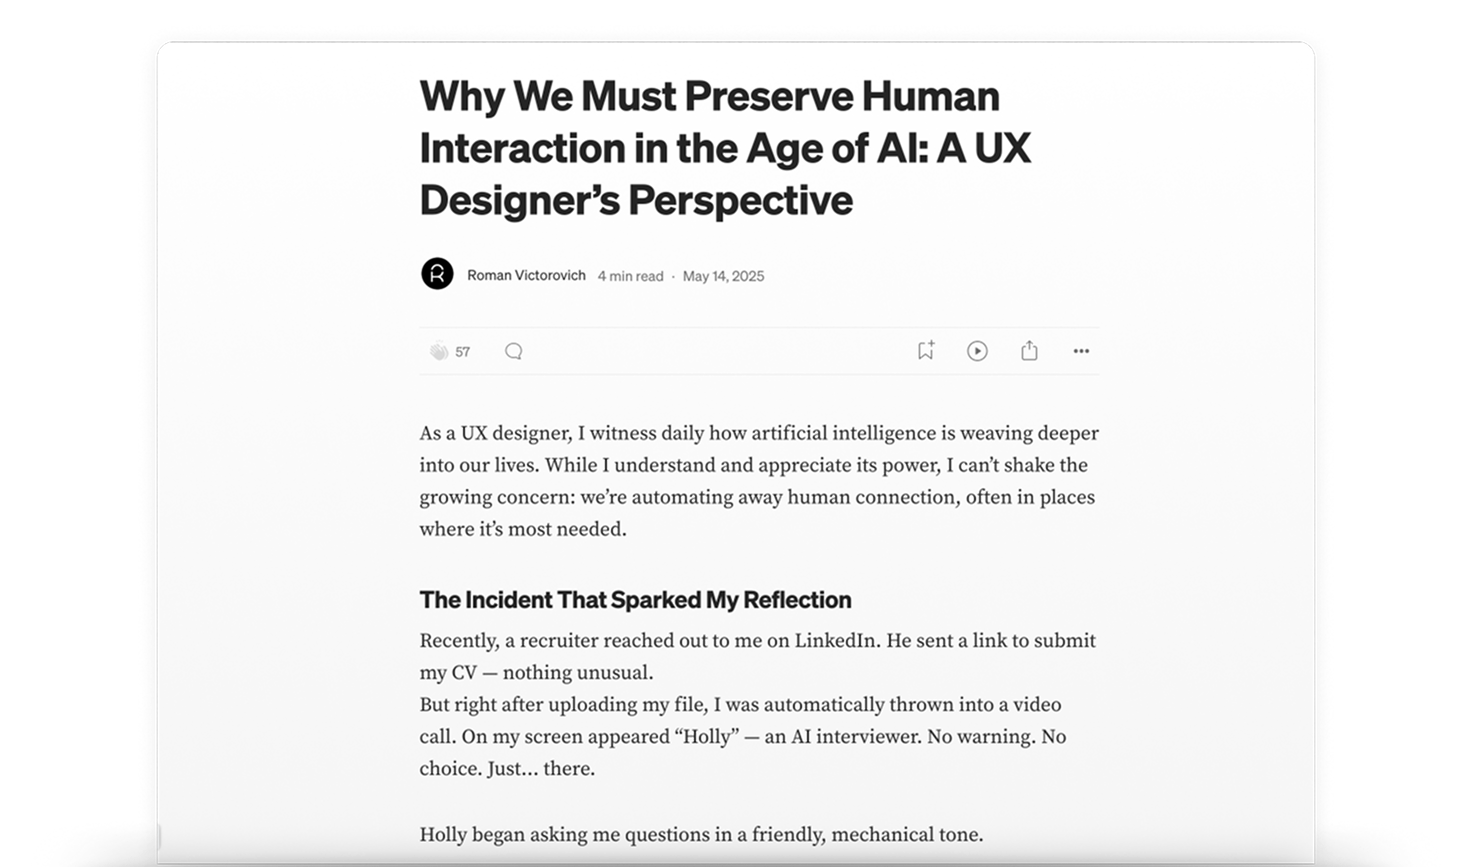 Why We Must Preserve Human
Interaction in the Age of AI: A UX
Designer’s Perspective
Roman Victorovich 4 min read · May 14, 2025
57
As a UX designer, I witness daily how artificial intelligence is weaving deeper
into our lives. While I understand and appreciate its power, I can’t shake the
growing concern: we’re automating away human connection, often in places
where it’s most needed.
The Incident That Sparked My Reflection
Recently, a recruiter reached out to me on LinkedIn. He sent a link to submit
my CV — nothing unusual.
But right after uploading my file, I was automatically thrown into a video
call. On my screen appeared “Holly” — an AI interviewer. No warning. No
choice. Just… there.
Holly began asking me questions in a friendly, mechanical tone.